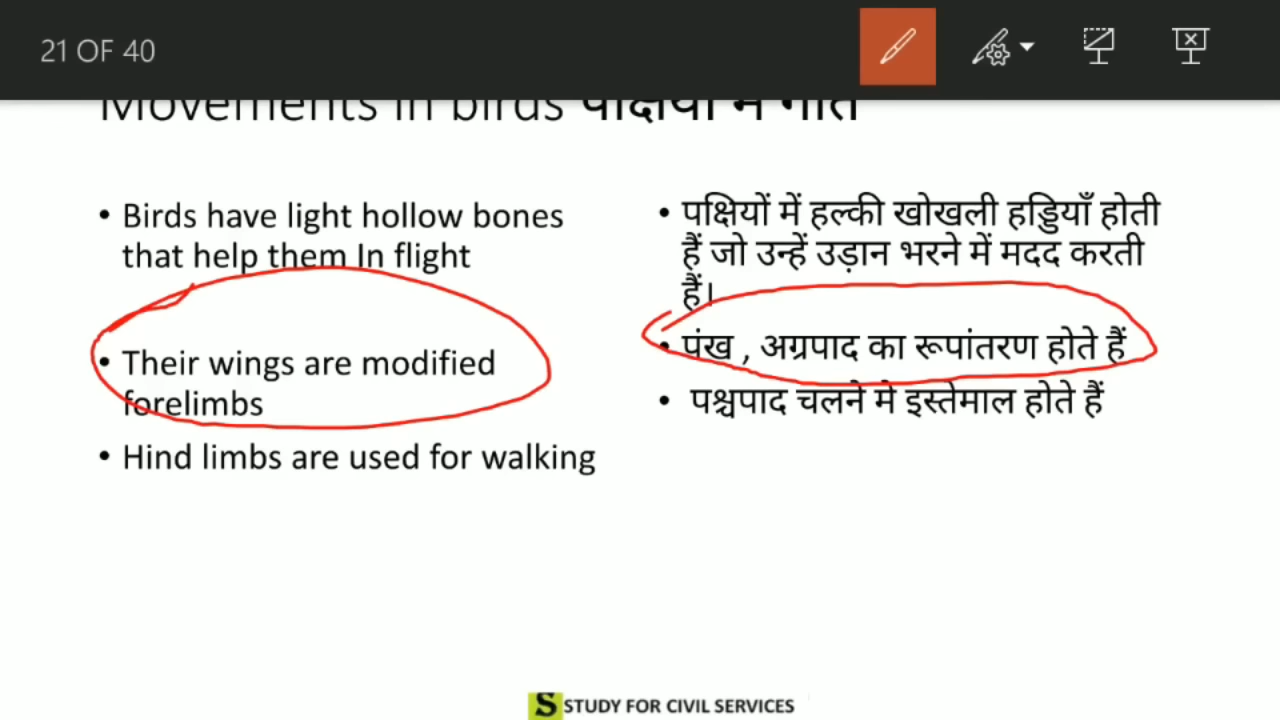 21 OF 40
Movements in birds पक्षियों में गति
• Birds have light hollow bones
that help them In flight
• Their wings are modified
forelimbs
• Hind limbs are used for walking
• पक्षियों में हल्की खोखली हड्डियाँ होती
हैं जो उन्हें उड़ान भरने में मदद करती
हैं।
• पंख , अग्रपाद का रूपांतरण होते हैं
• पश्चपाद चलने मे इस्तेमाल होते हैं
S STUDY FOR CIVIL SERVICES